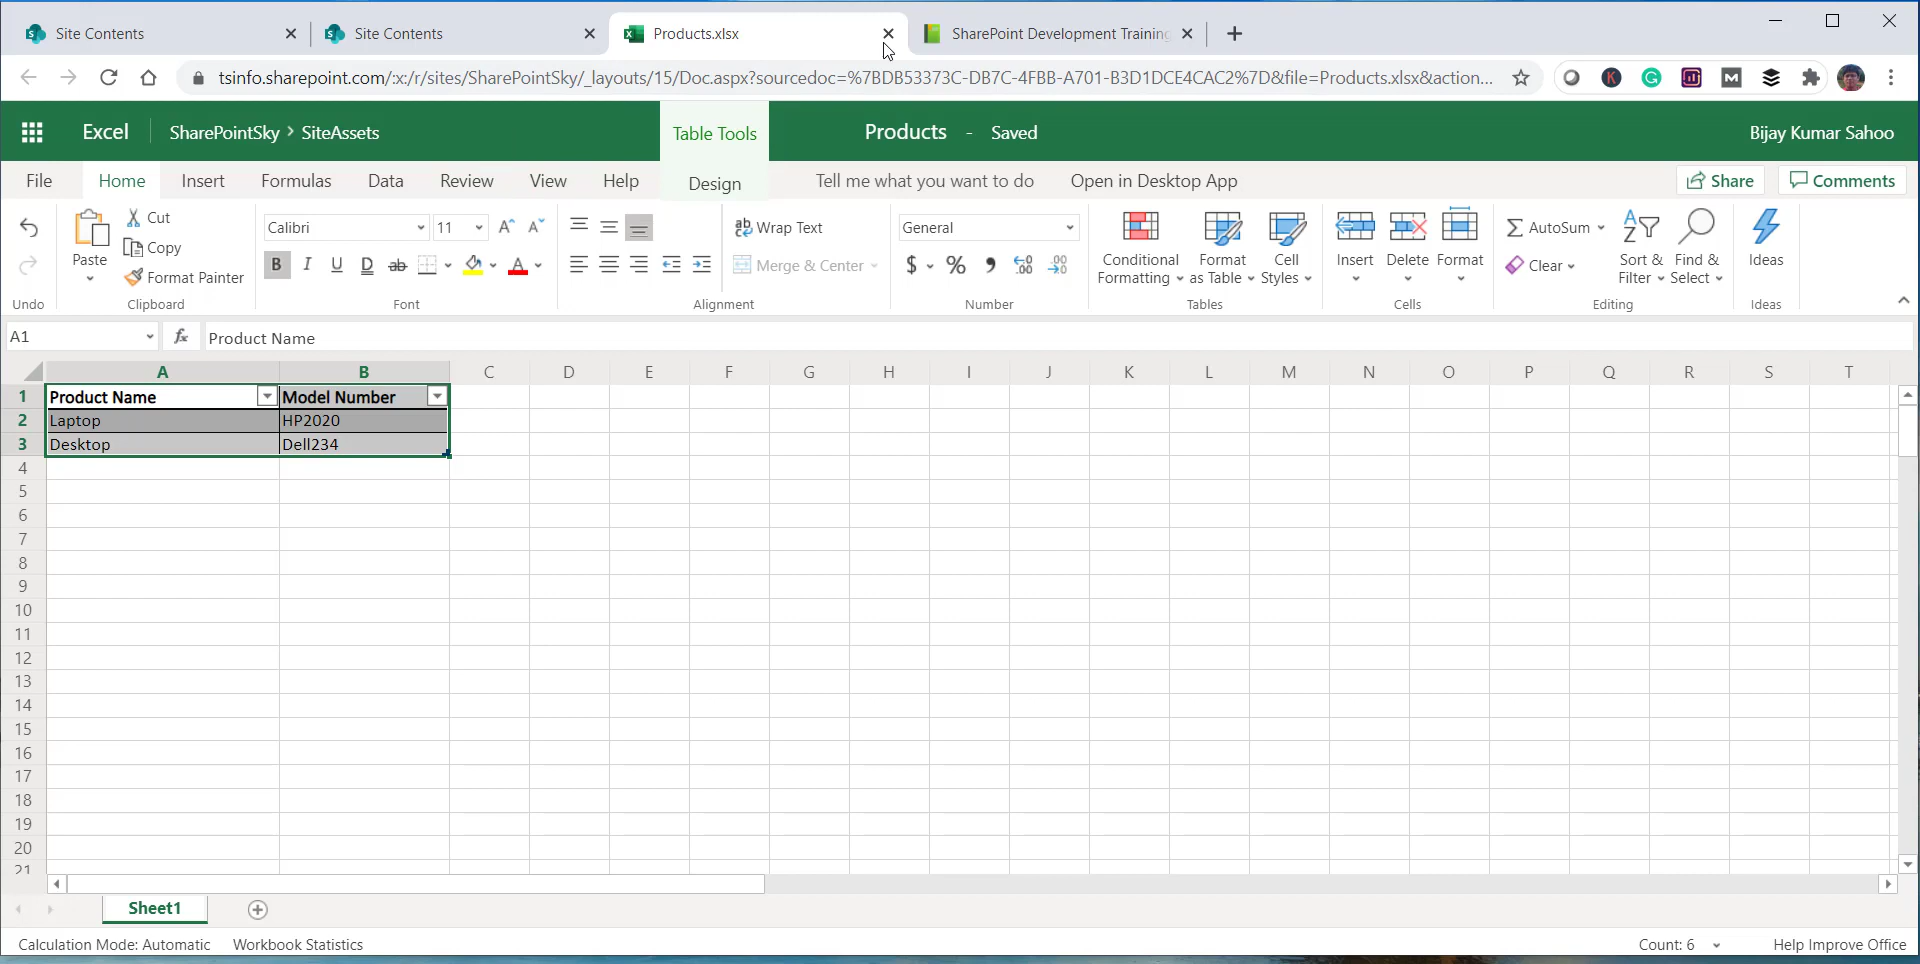 Site Contents
Site Contents
Products.xlsx
SharePoint Development Training
tsinfo.sharepoint.com/:x:/r/sites/SharePointSky/_layouts/15/Doc.aspx?sourcedoc=%7BDB53373C-DB7C-4FBB-A701-B3D1DCE4CAC2%7D&file=Products.xlsx&action...
Excel
SharePointSky > SiteAssets
Table Tools
Products - Saved
Bijay Kumar Sahoo
File
Home
Insert
Formulas
Data
Review
View
Help
Design
Tell me what you want to do
Open in Desktop App
Share
Comments
Undo
Paste
Cut
Copy
Format Painter
Clipboard
Calibri
11
Font
Wrap Text
Merge & Center
Alignment
General
Number
Conditional
Formatting
Format
as Table
Cell
Styles
Tables
Insert
Delete
Format
Cells
AutoSum
Clear
Sort &
Filter
Find &
Select
Editing
Ideas
Ideas
A1
fx
Product Name
A B C D E F G H I J K L M N O P Q R S T
1 Product Name Model Number
2 Laptop HP2020
3 Desktop Dell234
4
5
6
7
8
9
10
11
12
13
14
15
16
17
18
19
20
21
Sheet1
Calculation Mode: Automatic
Workbook Statistics
Count: 6
Help Improve Office